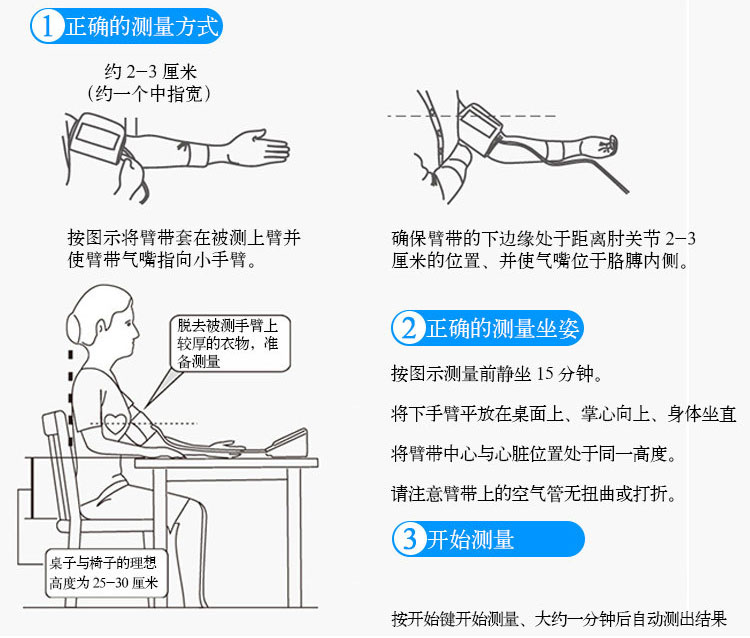 1 正确的测量方式
约2-3厘米
(约一个中指宽)
按图示将臂带套在被测上臂并
使臂带气嘴指向小手臂。
确保臂带的下边缘处于距离肘关节2-3
厘米的位置、并使气嘴位于胳膊内侧。
脱去被测手臂上
较厚的衣物，准
备测量
桌子与椅子的理想
高度为25-30厘米
2 正确的测量坐姿
按图示测量前静坐15分钟。
将下手臂平放在桌面上、掌心向上、身体坐直
将臂带中心与心脏位置处于同一高度。
请注意臂带上的空气管无扭曲或打折。
3 开始测量
按开始键开始测量、大约一分钟后自动测出结果